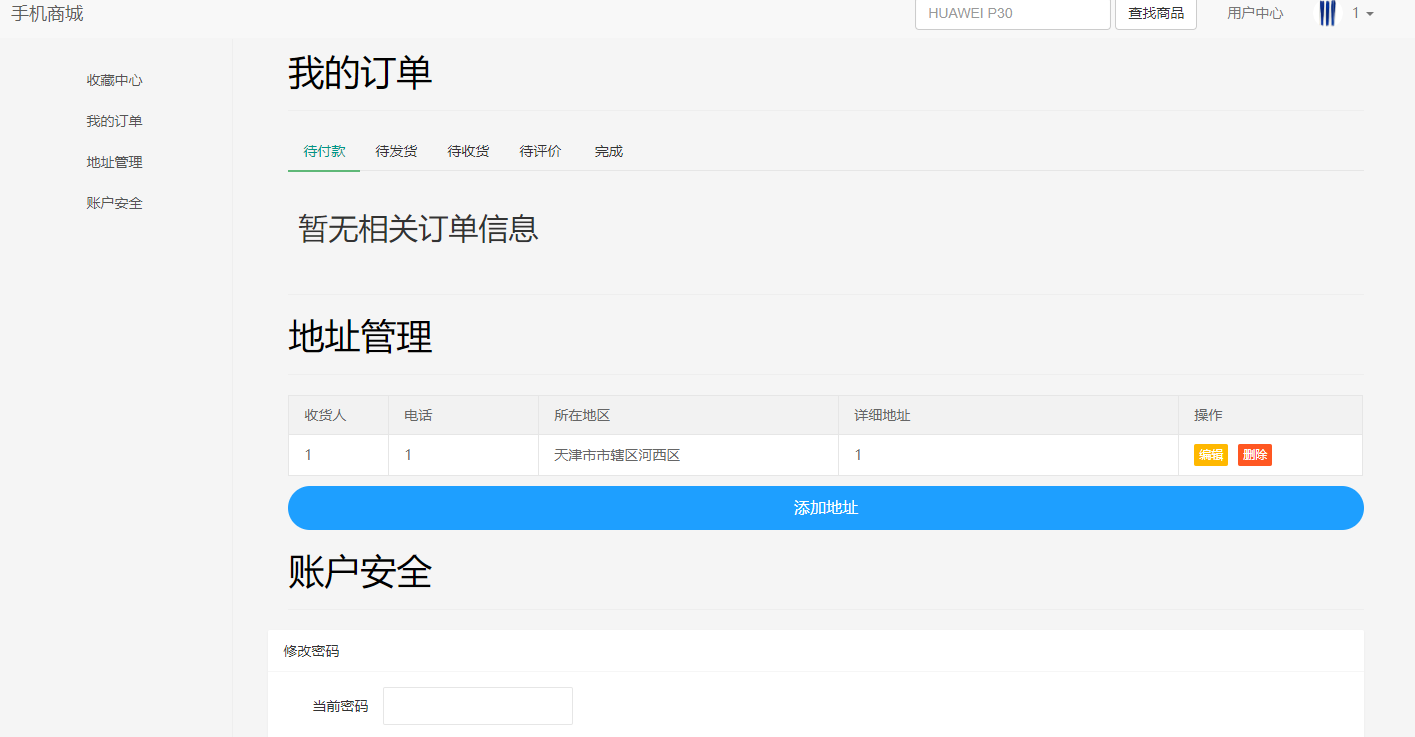 手机商城 HUAWEI P30 查找商品 用户中心 1
收藏中心
我的订单
地址管理
账户安全
我的订单
待付款 待发货 待收货 待评价 完成
暂无相关订单信息
地址管理
收货人 电话 所在地区 详细地址 操作
1 1 天津市市辖区河西区 1 编辑 删除
添加地址
账户安全
修改密码
当前密码